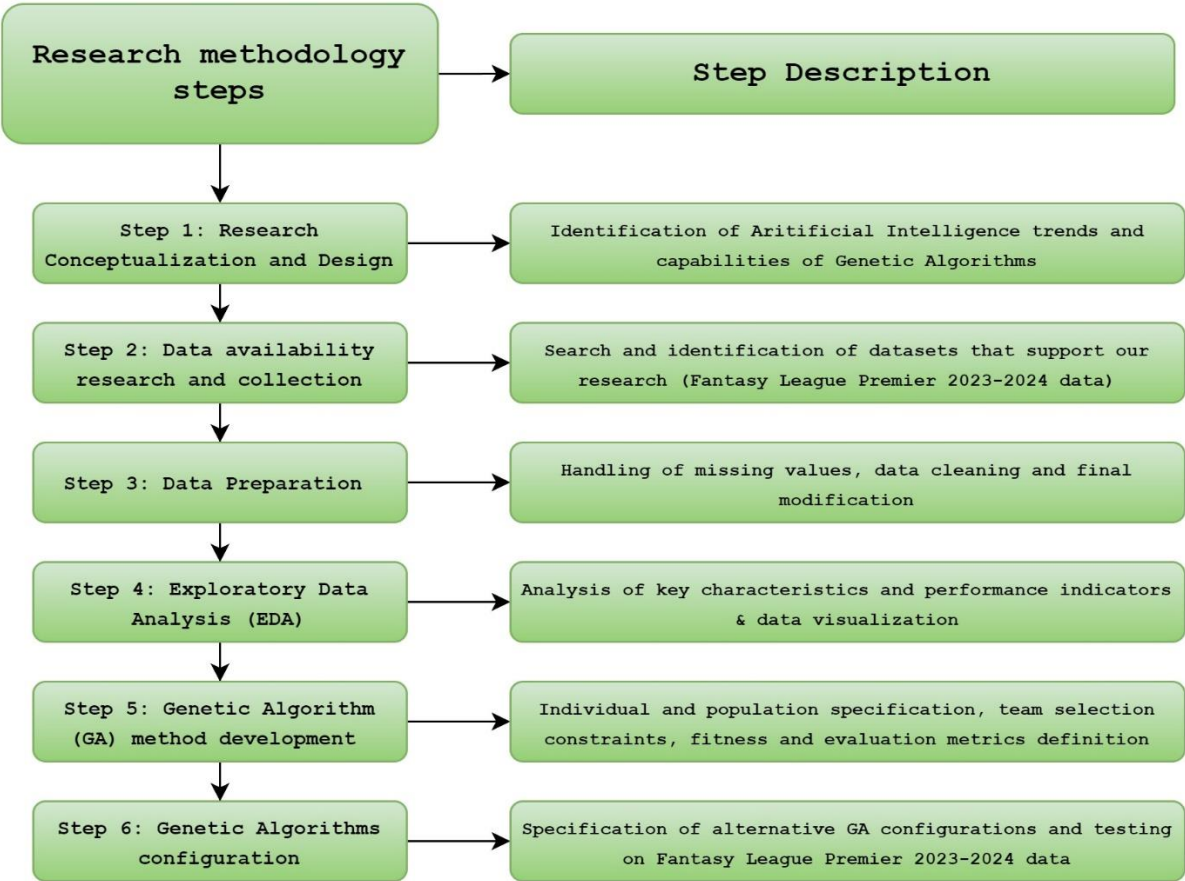 Research methodology
steps
Step Description
Step 1: Research
Conceptualization and Design
Identification of Aritificial Intelligence trends and
capabilities of Genetic Algorithms
Step 2: Data availability
research and collection
Search and identification of datasets that support our
research (Fantasy League Premier 2023-2024 data)
Step 3: Data Preparation
Handling of missing values, data cleaning and final
modification
Step 4: Exploratory Data
Analysis (EDA)
Analysis of key characteristics and performance indicators
& data visualization
Step 5: Genetic Algorithm
(GA) method development
Individual and population specification, team selection
constraints, fitness and evaluation metrics definition
Step 6: Genetic Algorithms
configuration
Specification of alternative GA configurations and testing
on Fantasy League Premier 2023-2024 data